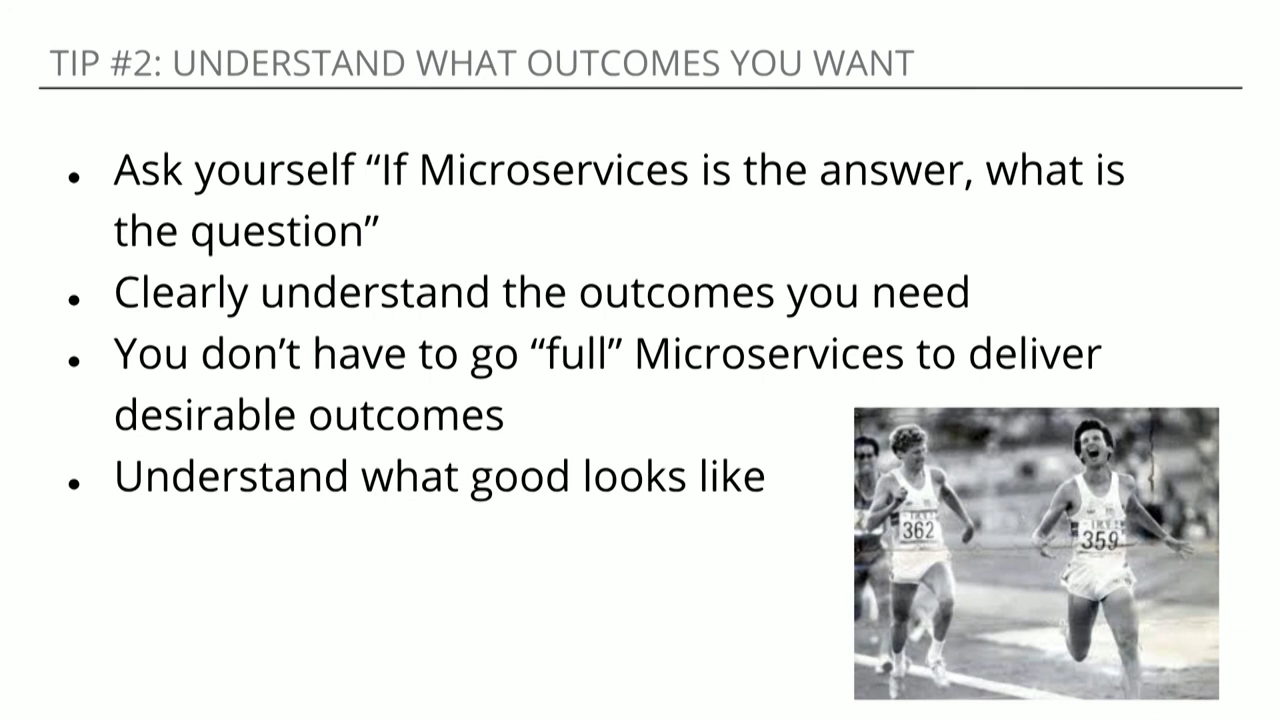 TIP #2: UNDERSTAND WHAT OUTCOMES YOU WANT
• Ask yourself “If Microservices is the answer, what is
the question”
• Clearly understand the outcomes you need
• You don’t have to go “full” Microservices to deliver
desirable outcomes
• Understand what good looks like
362
359